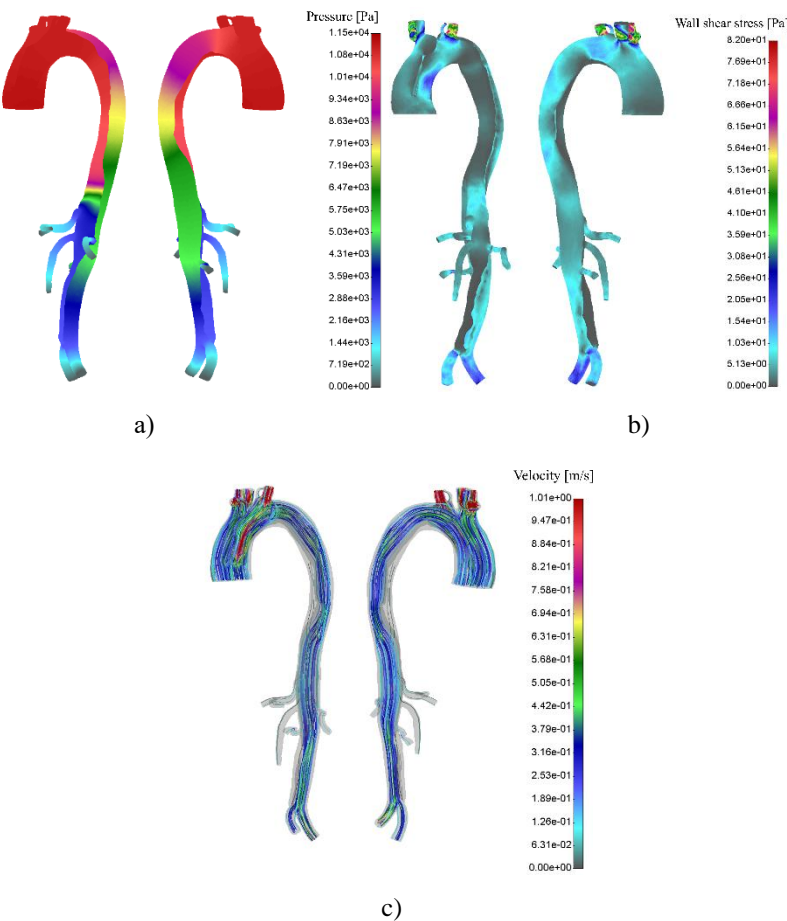 Pressure [Pa]
1.15e+04
1.08e+04
1.01e+04
9.34e+03
8.63e+03
7.91e+03
7.19e+03
6.47e+03
5.75e+03
5.03e+03
4.31e+03
3.59e+03
2.88e+03
2.16e+03
1.44e+03
7.19e+02
0.00e+00
a)
Wall shear stress [Pa]
8.20e+01
7.69e+01
7.18e+01
6.66e+01
6.15e+01
5.64e+01
5.13e+01
4.61e+01
4.10e+01
3.59e+01
3.08e+01
2.56e+01
2.05e+01
1.54e+01
1.03e+01
5.13e+00
0.00e+00
b)
Velocity [m/s]
1.01e+00
9.47e-01
8.84e-01
8.21e-01
7.58e-01
6.94e-01
6.31e-01
5.68e-01
5.05e-01
4.42e-01
3.79e-01
3.16e-01
2.53e-01
1.89e-01
1.26e-01
6.31e-02
0.00e+00
c)